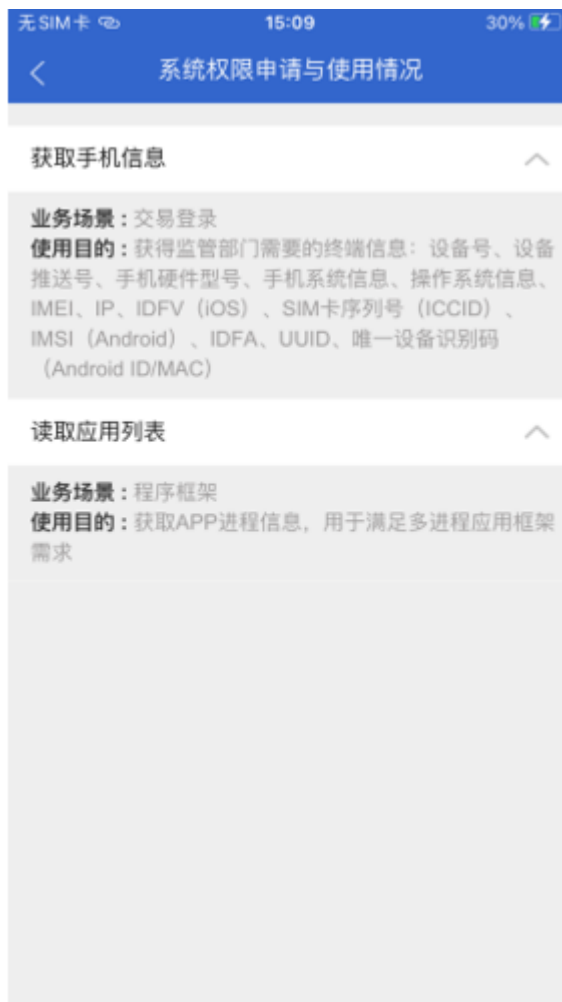 无SIM卡 15:09 30%
系统权限申请与使用情况
获取手机信息
业务场景：交易登录
使用目的：获得监管部门需要的终端信息：设备号、设备
推送号、手机硬件型号、手机系统信息、操作系统信息、
IMEI、IP、IDFV（iOS）、SIM卡序列号（ICCID）、
IMSI（Android）、IDFA、UUID、唯一设备识别码
（Android ID/MAC）
读取应用列表
业务场景：程序框架
使用目的：获取APP进程信息，用于满足多进程应用框架
需求